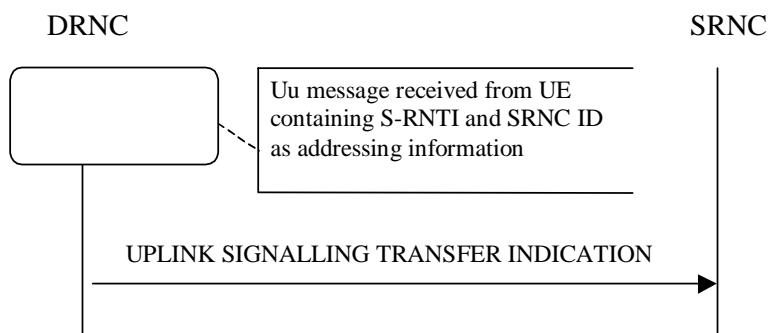 DRNC
SRNC
Uu message received from UE
containing S-RNTI and SRNC ID
as addressing information
UPLINK SIGNALLING TRANSFER INDICATION